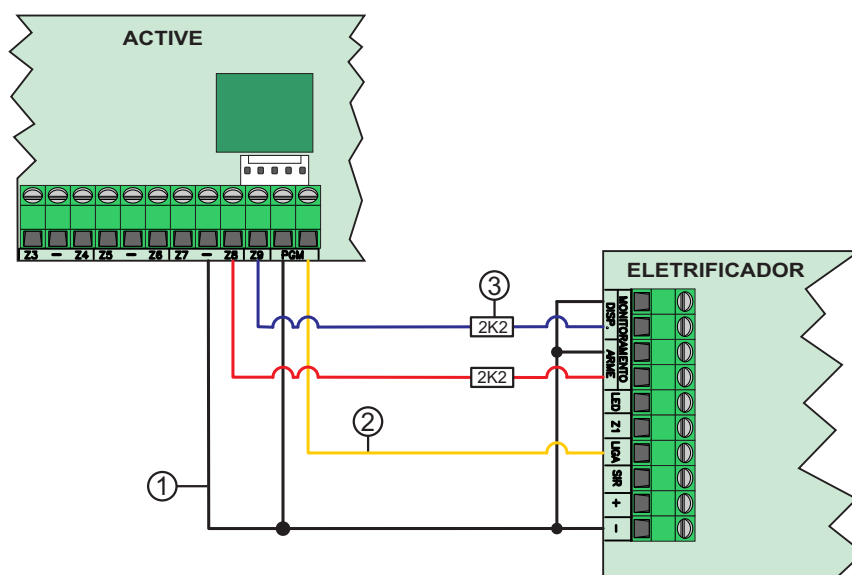 ACTIVE
Z3 - Z4 Z5 - Z6 Z7 - Z8 Z9 PGM
ELETRIFICADOR
3
2K2
2K2
2
1
MONITORAMENTO
DISP.
ARME
LED
Z1
LIGA
SIR
+
-